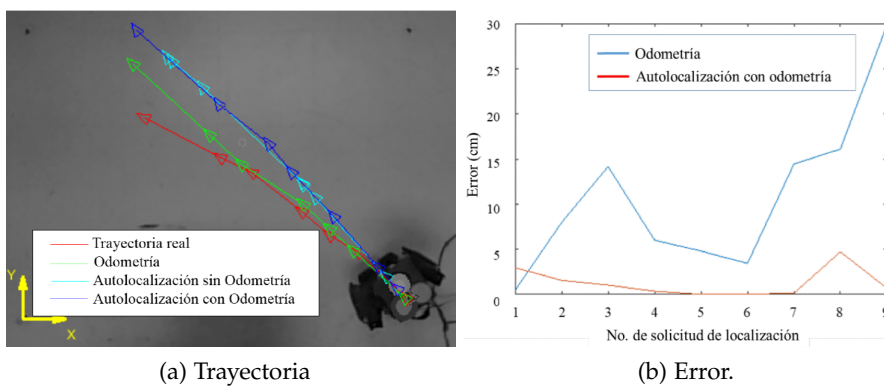 Trayectoria real
Odometría
Autolocalización sin Odometría
Autolocalización con Odometría
Y
X
(a) Trayectoria
30
25
20
15
10
5
0
Error (cm)
Odometría
Autolocalización con odometría
1 2 3 4 5 6 7 8 9
No. de solicitud de localización
(b) Error.